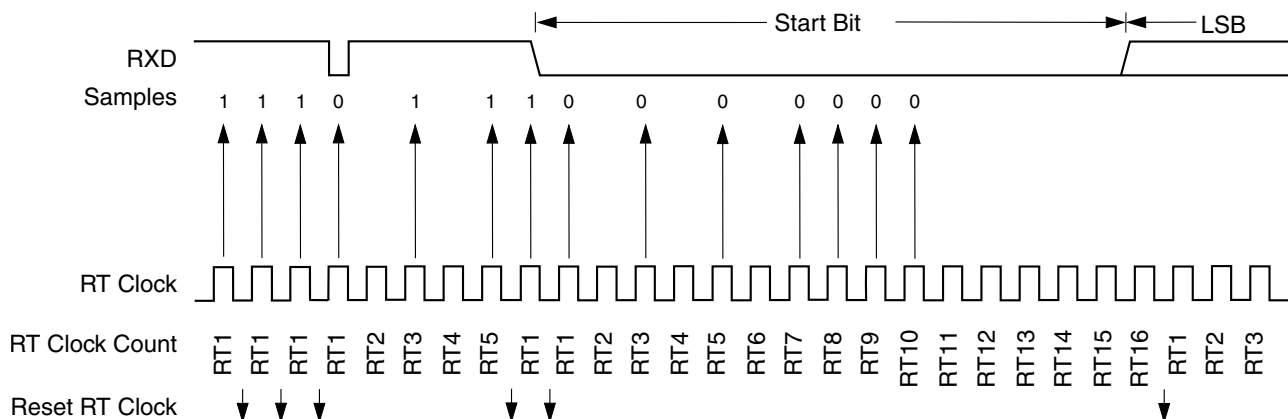 Start Bit LSB
RXD
Samples 1 1 1 0 1 1 1 0 0 0 0 0 0 0
RT Clock
RT Clock Count RT1 RT1 RT1 RT1 RT2 RT3 RT4 RT5 RT1 RT1 RT2 RT3 RT4 RT5 RT6 RT7 RT8 RT9 RT10 RT11 RT12 RT13 RT14 RT15 RT16 RT1 RT2 RT3
Reset RT Clock